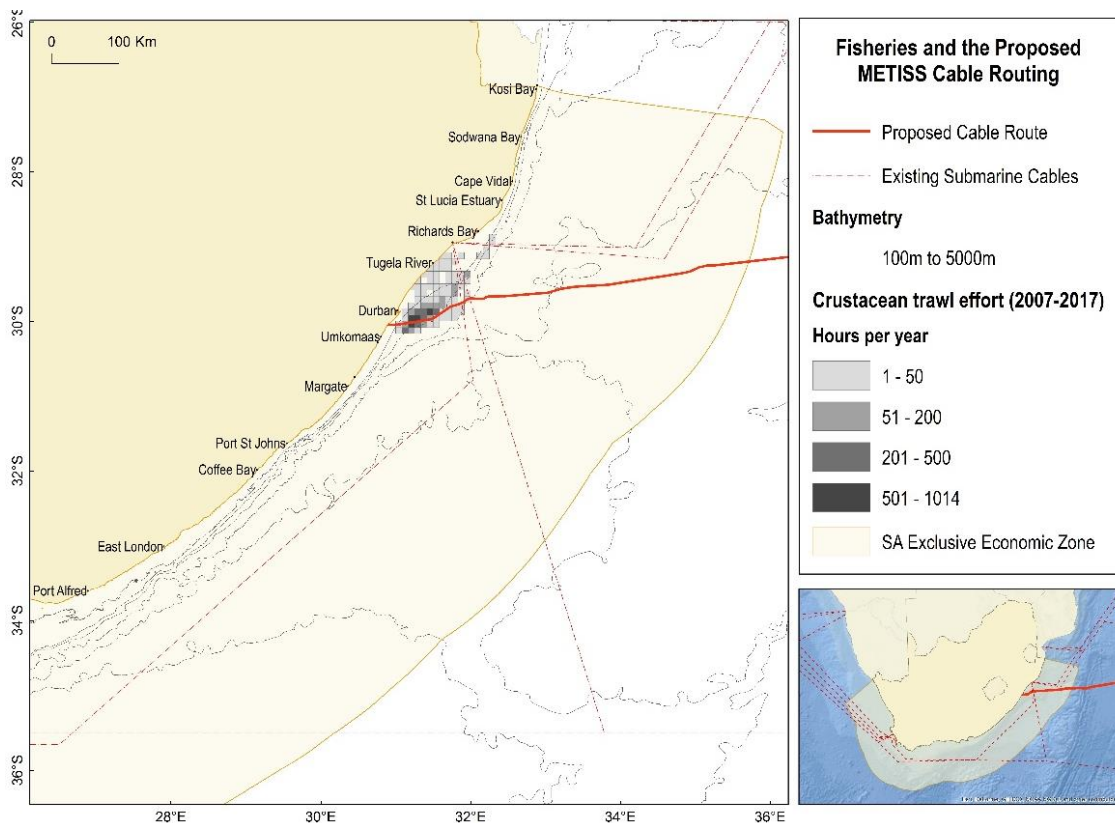 26°S
28°S
30°S
32°S
34°S
36°S
0 100 Km
Kosi Bay
Sodwana Bay
Cape Vidal
St Lucia Estuary
Richards Bay
Tugela River
Durban
Umkomaas
Margate
Port St Johns
Coffee Bay
East London
Port Alfred
28°E
30°E
32°E
34°E
36°E
Fisheries and the Proposed
METISS Cable Routing
Proposed Cable Route
Existing Submarine Cables
Bathymetry
100m to 5000m
Crustacean trawl effort (2007-2017)
Hours per year
1 - 50
51 - 200
201 - 500
501 - 1014
SA Exclusive Economic Zone